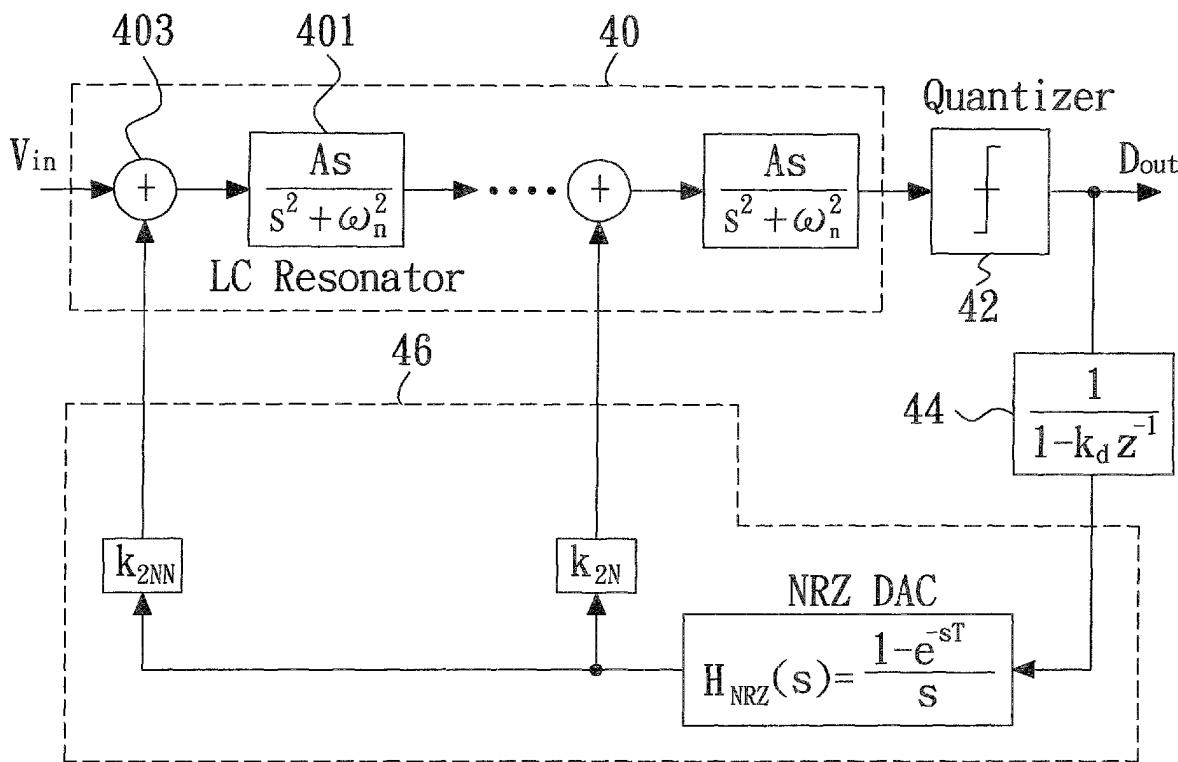 403
401
40
Quantizer
Vin
+
As
s² + ωn²
+
As
s² + ωn²
Dout
LC Resonator
42
46
44
1
1-kd z⁻¹
k2NN
k2N
NRZ DAC
HNRZ(s)=
1-e⁻ˢᵀ
s